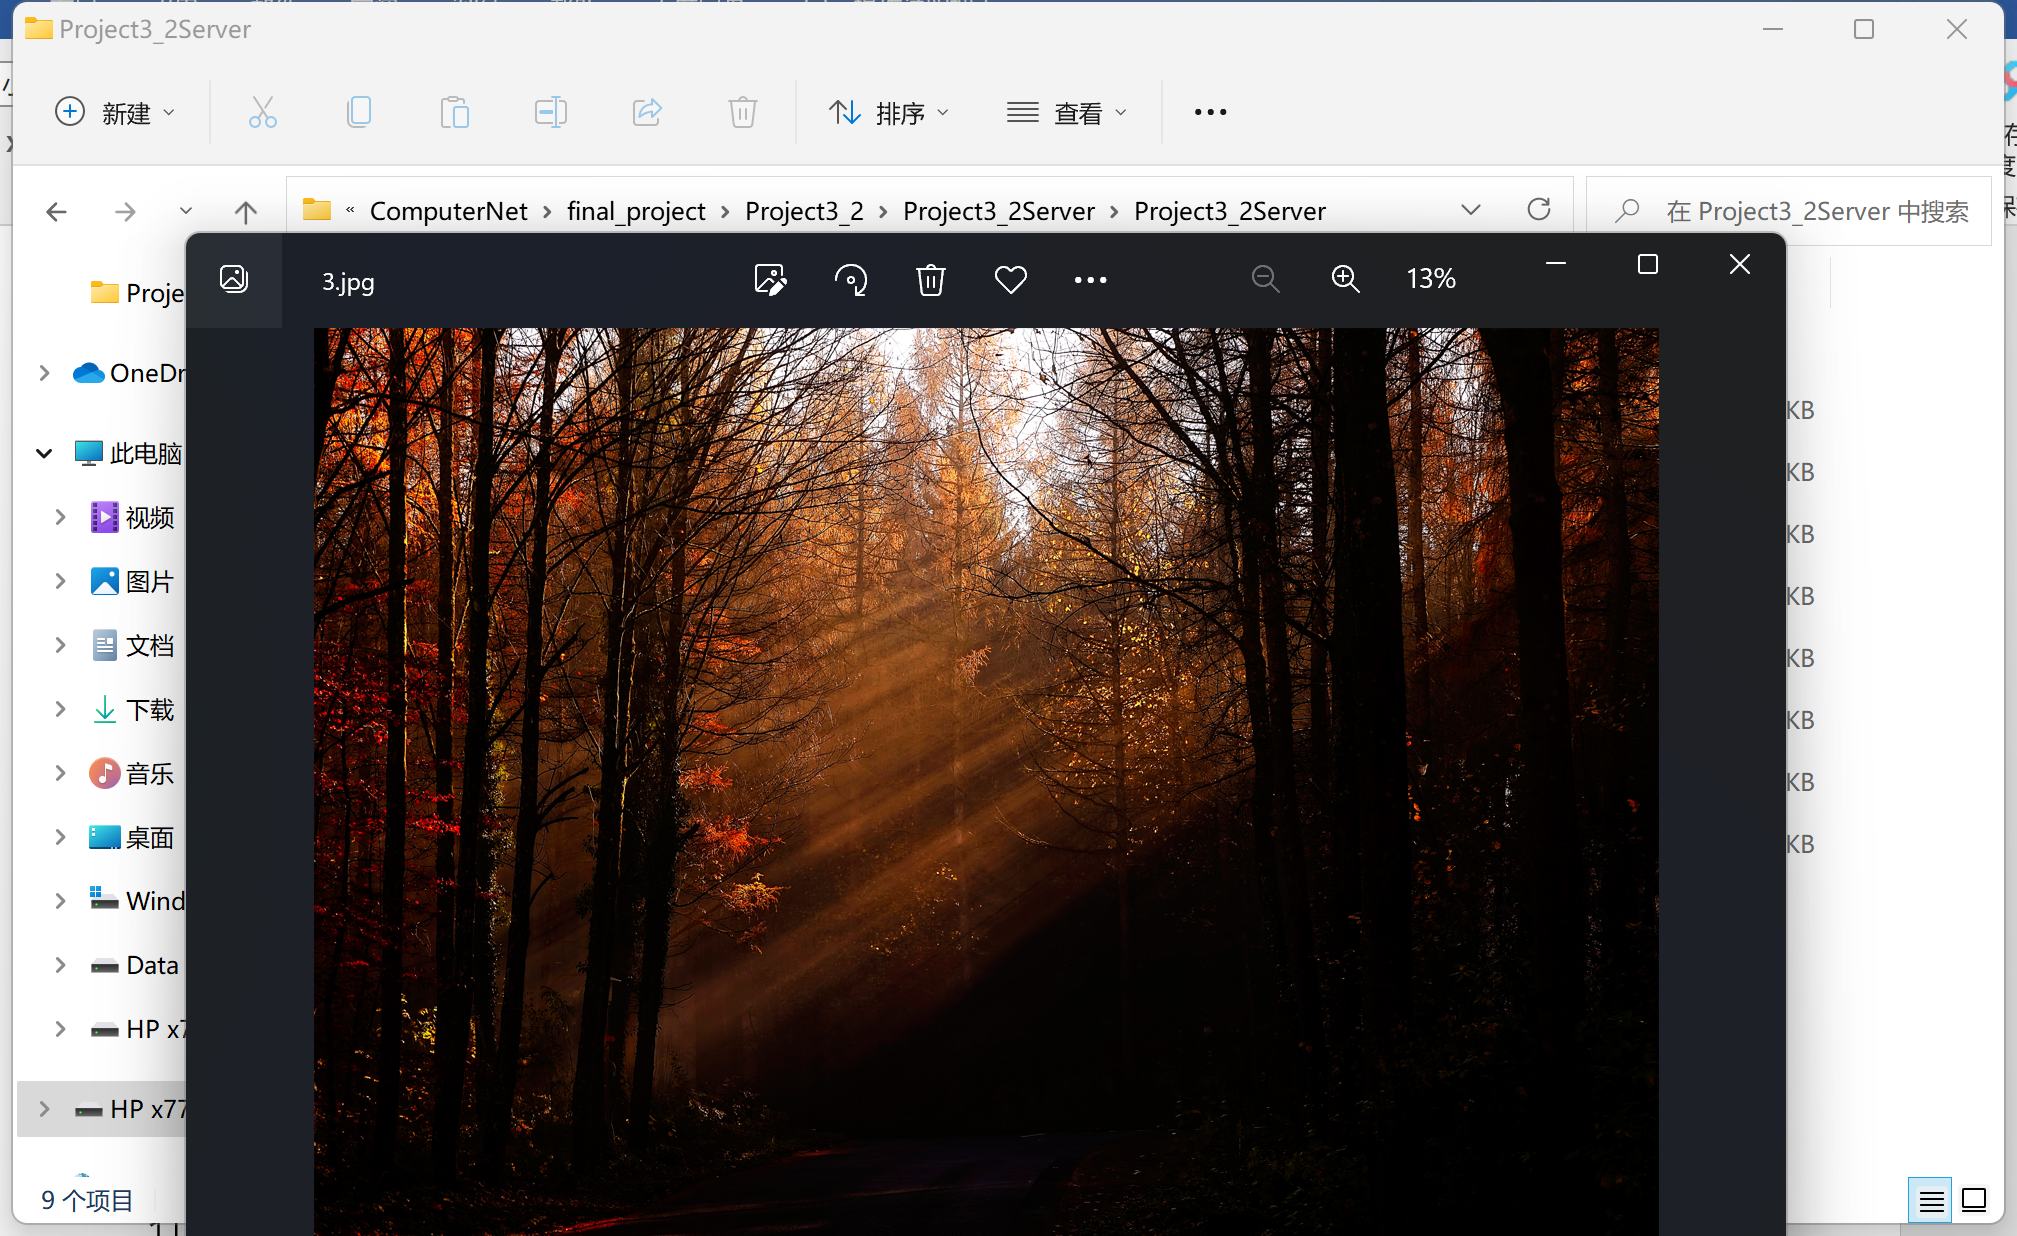 Project3_2Server
新建
排序
查看
« ComputerNet › final_project › Project3_2 › Project3_2Server › Project3_2Server
在 Project3_2Server 中搜索
3.jpg
13%
Proje
OneDr
此电脑
视频
图片
文档
下载
音乐
桌面
Wind
Data
HP x7
HP x77
KB
KB
KB
KB
KB
KB
KB
KB
9 个项目